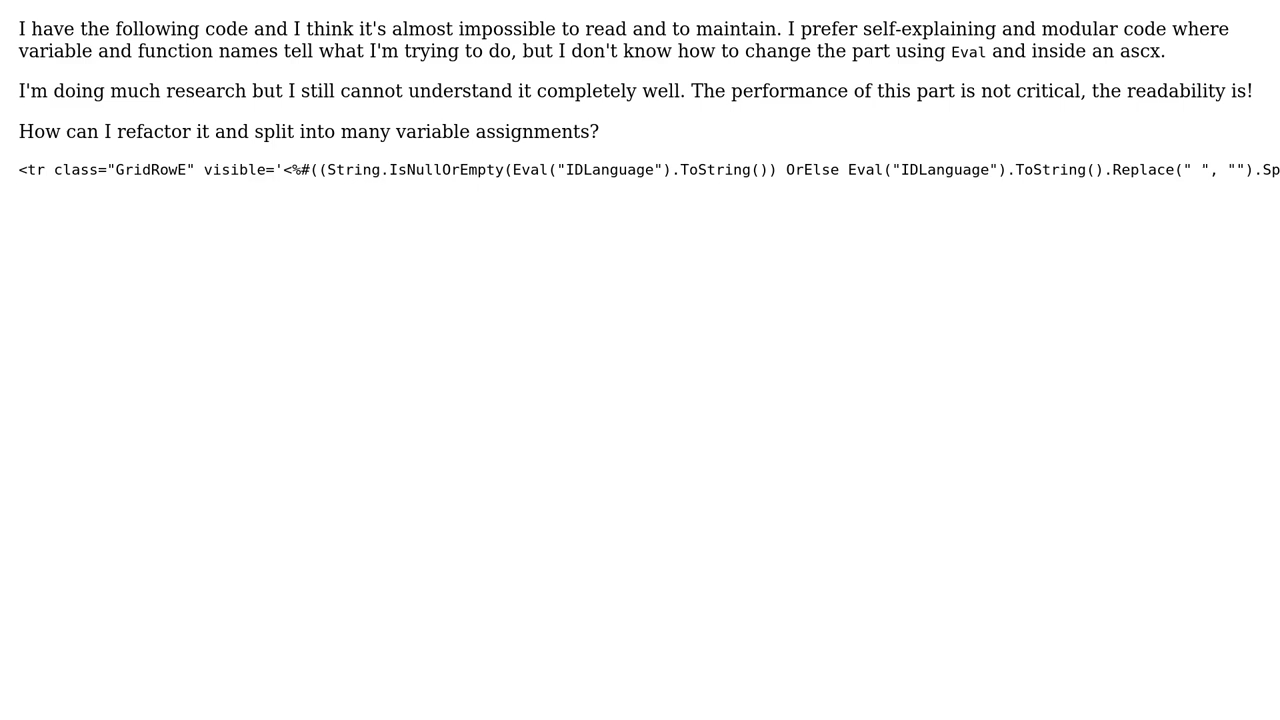 I have the following code and I think it's almost impossible to read and to maintain. I prefer self-explaining and modular code where
variable and function names tell what I'm trying to do, but I don't know how to change the part using Eval and inside an ascx.
I'm doing much research but I still cannot understand it completely well. The performance of this part is not critical, the readability is!
How can I refactor it and split into many variable assignments?
<tr class="GridRowE" visible='<%#((String.IsNullOrEmpty(Eval("IDLanguage").ToString()) OrElse Eval("IDLanguage").ToString().Replace(" ", "").Sp